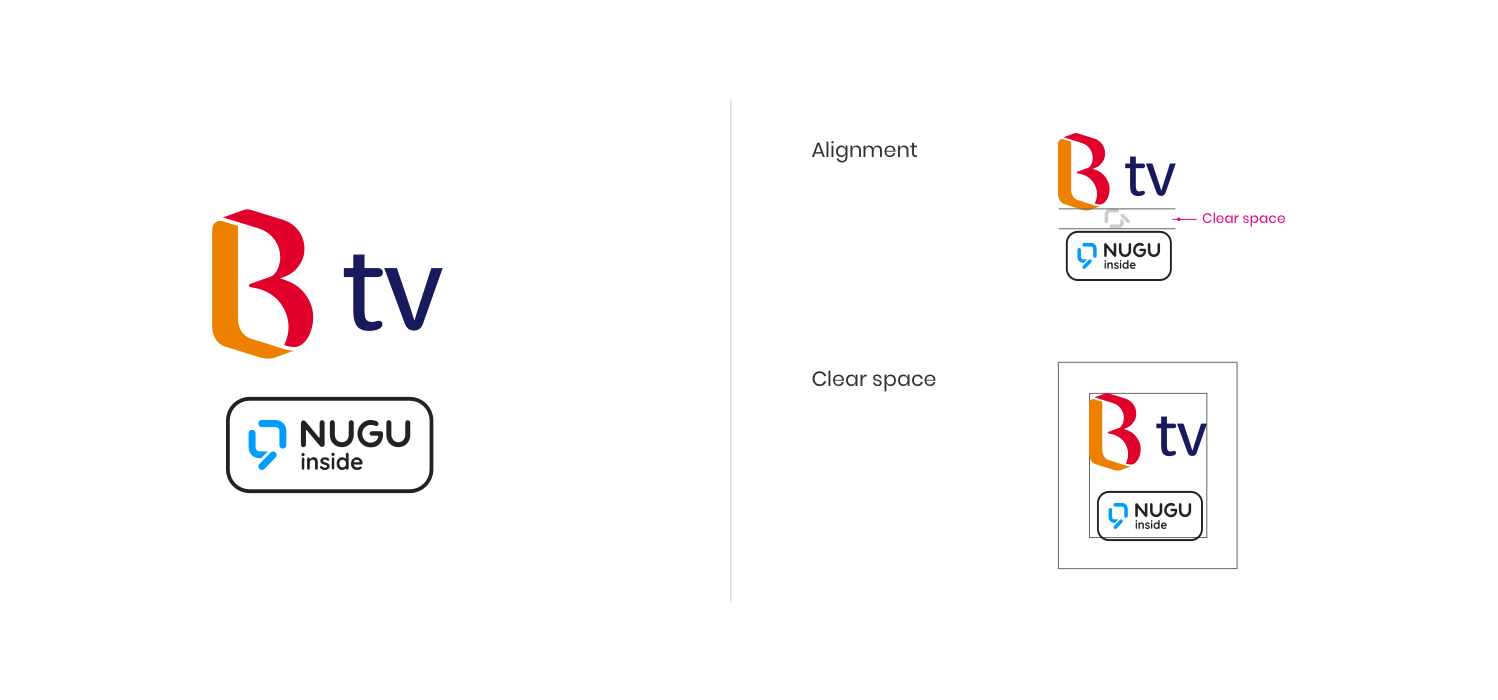 B tv
NUGU
inside
Alignment
B tv
Clear space
NUGU
inside
Clear space
B tv
NUGU
inside